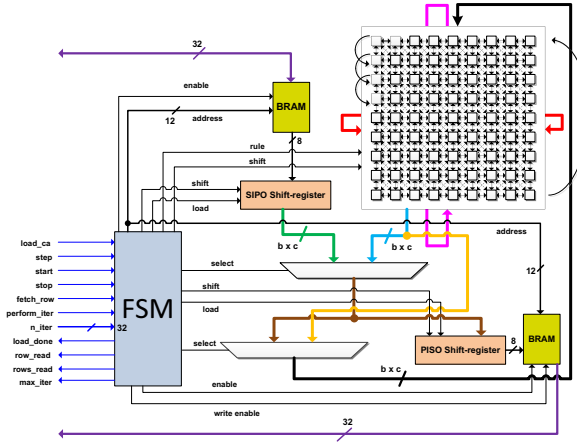 32
enable
BRAM
12
address
8
rule
shift
shift
SIPO Shift-register
load
b x c
b x c
address
load_ca
step
start
stop
fetch_row
perform_iter
n_iter
32
load_done
row_read
rows_read
max_iter
FSM
select
12
shift
load
select
PISO Shift-register
8
BRAM
b x c
enable
write enable
32